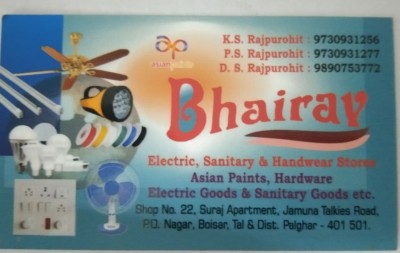 K.S. Rajpurohit : 9730931256
P.S. Rajpurohit : 9730931277
D. S. Rajpurohit : 9890753772
asianpaints
Bhairav
Electric, Sanitary & Handwear Stores
Asian Paints, Hardware
Electric Goods & Sanitary Goods etc.
Shop No. 22, Suraj Apartment, Jamuna Talkies Road,
P.O. Nagar, Boisar, Tal & Dist. Palghar - 401 501.